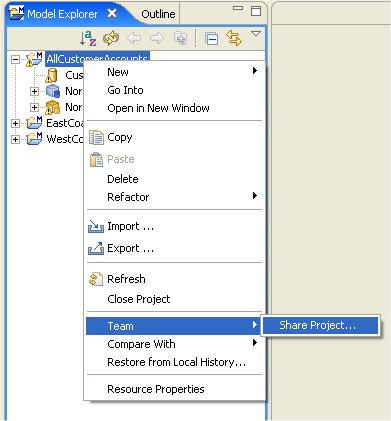 Model Explorer
Outline
AllCustomerAccounts
Cus
Nor
Nor
EastCoa
WestCo
New
Go Into
Open in New Window
Copy
Paste
Delete
Refactor
Import ...
Export ...
Refresh
Close Project
Team
Share Project...
Compare With
Restore from Local History...
Resource Properties